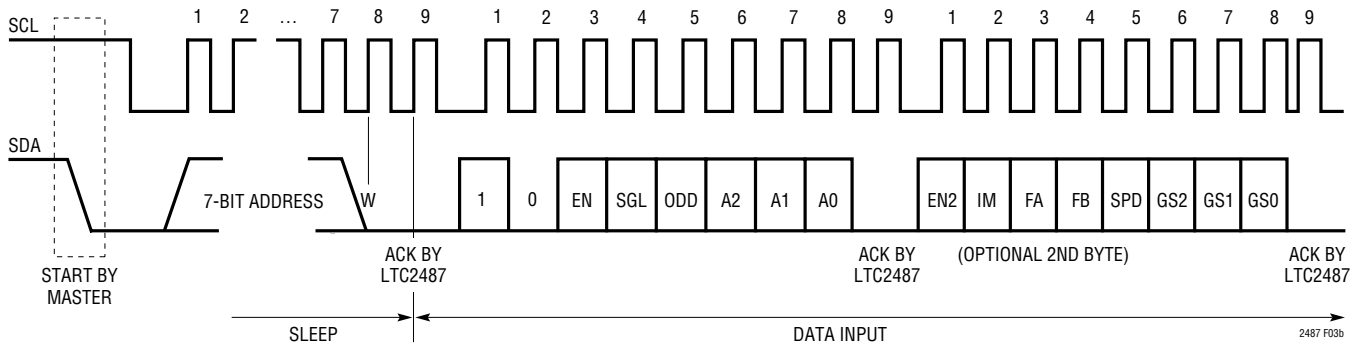 1 2 … 7 8 9 1 2 3 4 5 6 7 8 9 1 2 3 4 5 6 7 8 9
SCL
SDA
7-BIT ADDRESS W 1 0 EN SGL ODD A2 A1 A0 EN2 IM FA FB SPD GS2 GS1 GS0
START BY
MASTER
ACK BY
LTC2487
ACK BY
LTC2487
(OPTIONAL 2ND BYTE)
ACK BY
LTC2487
SLEEP DATA INPUT
2487 F03b